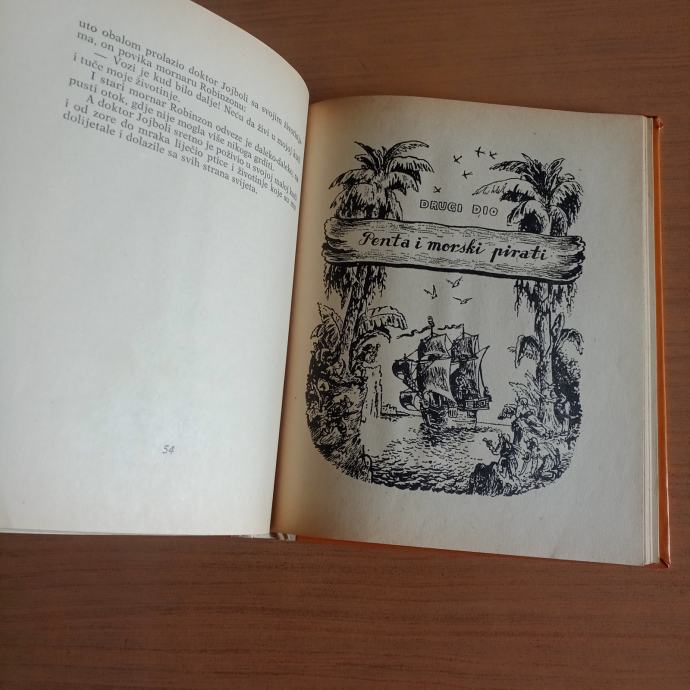 uto obalom prolazio doktor Jojboli sa svojim
ma, on povika mornaru Robinzonu:
— Vozi je kud bilo dalje! Neću da živi u mojoj kući
i tuče moje životinje.
I stari mornar Robinzon odveze je daleko-daleko, na
pusti otok, gdje nije mogla više nikoga grditi.
A doktor Jojboli sretno je poživio u svojoj maloj kući
i od zore do mraka liječio ptice i životinje koje su mu
dolijetale i dolazile sa svih strana svijeta.
54
DRUGI DIO
Penta i morski pirati